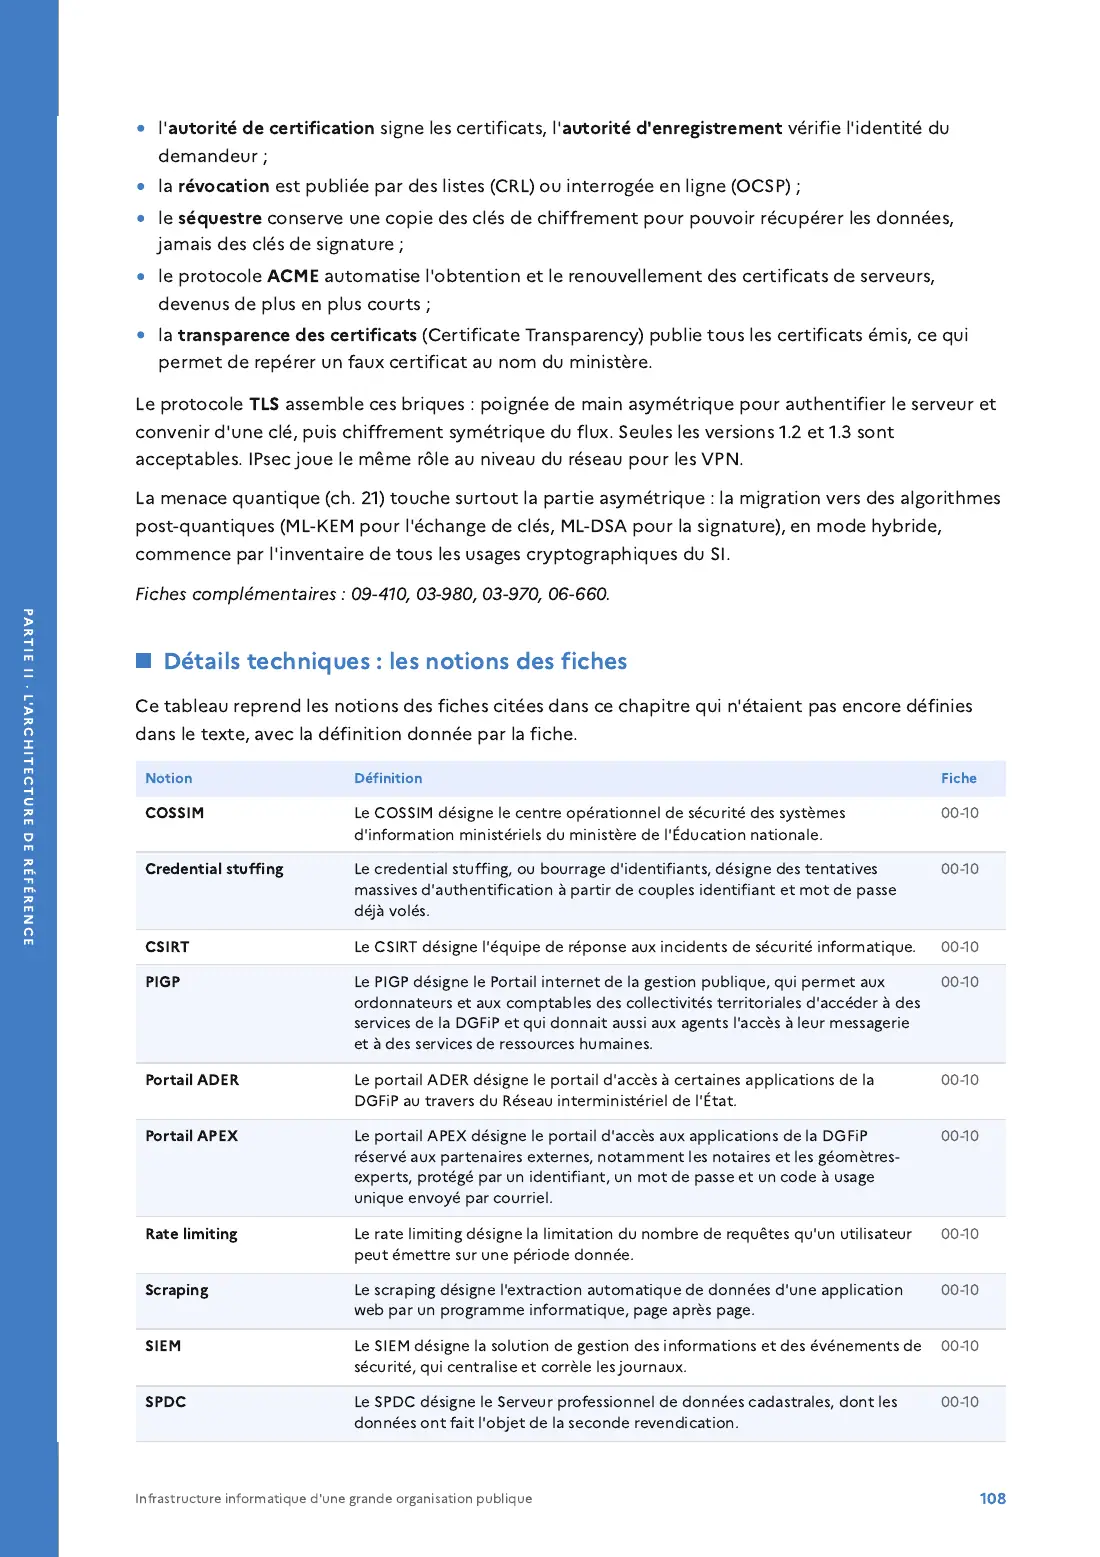 • l'autorité de certification signe les certificats, l'autorité d'enregistrement vérifie l'identité du
demandeur ;
• la révocation est publiée par des listes (CRL) ou interrogée en ligne (OCSP) ;
• le séquestre conserve une copie des clés de chiffrement pour pouvoir récupérer les données,
jamais des clés de signature ;
• le protocole ACME automatise l'obtention et le renouvellement des certificats de serveurs,
devenus de plus en plus courts ;
• la transparence des certificats (Certificate Transparency) publie tous les certificats émis, ce qui
permet de repérer un faux certificat au nom du ministère.
Le protocole TLS assemble ces briques : poignée de main asymétrique pour authentifier le serveur et
convenir d'une clé, puis chiffrement symétrique du flux. Seules les versions 1.2 et 1.3 sont
acceptables. IPsec joue le même rôle au niveau du réseau pour les VPN.
La menace quantique (ch. 21) touche surtout la partie asymétrique : la migration vers des algorithmes
post-quantiques (ML-KEM pour l'échange de clés, ML-DSA pour la signature), en mode hybride,
commence par l'inventaire de tous les usages cryptographiques du SI.
Fiches complémentaires : 09-410, 03-980, 03-970, 06-660.
PARTIE II · L'ARCHITECTURE DE RÉFÉRENCE
Détails techniques : les notions des fiches
Ce tableau reprend les notions des fiches citées dans ce chapitre qui n'étaient pas encore définies
dans le texte, avec la définition donnée par la fiche.
Notion Définition Fiche
COSSIM Le COSSIM désigne le centre opérationnel de sécurité des systèmes 00-10
d'information ministériels du ministère de l'Éducation nationale.
Credential stuffing Le credential stuffing, ou bourrage d'identifiants, désigne des tentatives 00-10
massives d'authentification à partir de couples identifiant et mot de passe
déjà volés.
CSIRT Le CSIRT désigne l'équipe de réponse aux incidents de sécurité informatique. 00-10
PIGP Le PIGP désigne le Portail internet de la gestion publique, qui permet aux 00-10
ordonnateurs et aux comptables des collectivités territoriales d'accéder à des
services de la DGFiP et qui donnait aussi aux agents l'accès à leur messagerie
et à des services de ressources humaines.
Portail ADER Le portail ADER désigne le portail d'accès à certaines applications de la 00-10
DGFiP au travers du Réseau interministériel de l'État.
Portail APEX Le portail APEX désigne le portail d'accès aux applications de la DGFiP 00-10
réservé aux partenaires externes, notamment les notaires et les géomètres-
experts, protégé par un identifiant, un mot de passe et un code à usage
unique envoyé par courriel.
Rate limiting Le rate limiting désigne la limitation du nombre de requêtes qu'un utilisateur 00-10
peut émettre sur une période donnée.
Scraping Le scraping désigne l'extraction automatique de données d'une application 00-10
web par un programme informatique, page après page.
SIEM Le SIEM désigne la solution de gestion des informations et des événements de 00-10
sécurité, qui centralise et corrèle les journaux.
SPDC Le SPDC désigne le Serveur professionnel de données cadastrales, dont les 00-10
données ont fait l'objet de la seconde revendication.
Infrastructure informatique d'une grande organisation publique 108